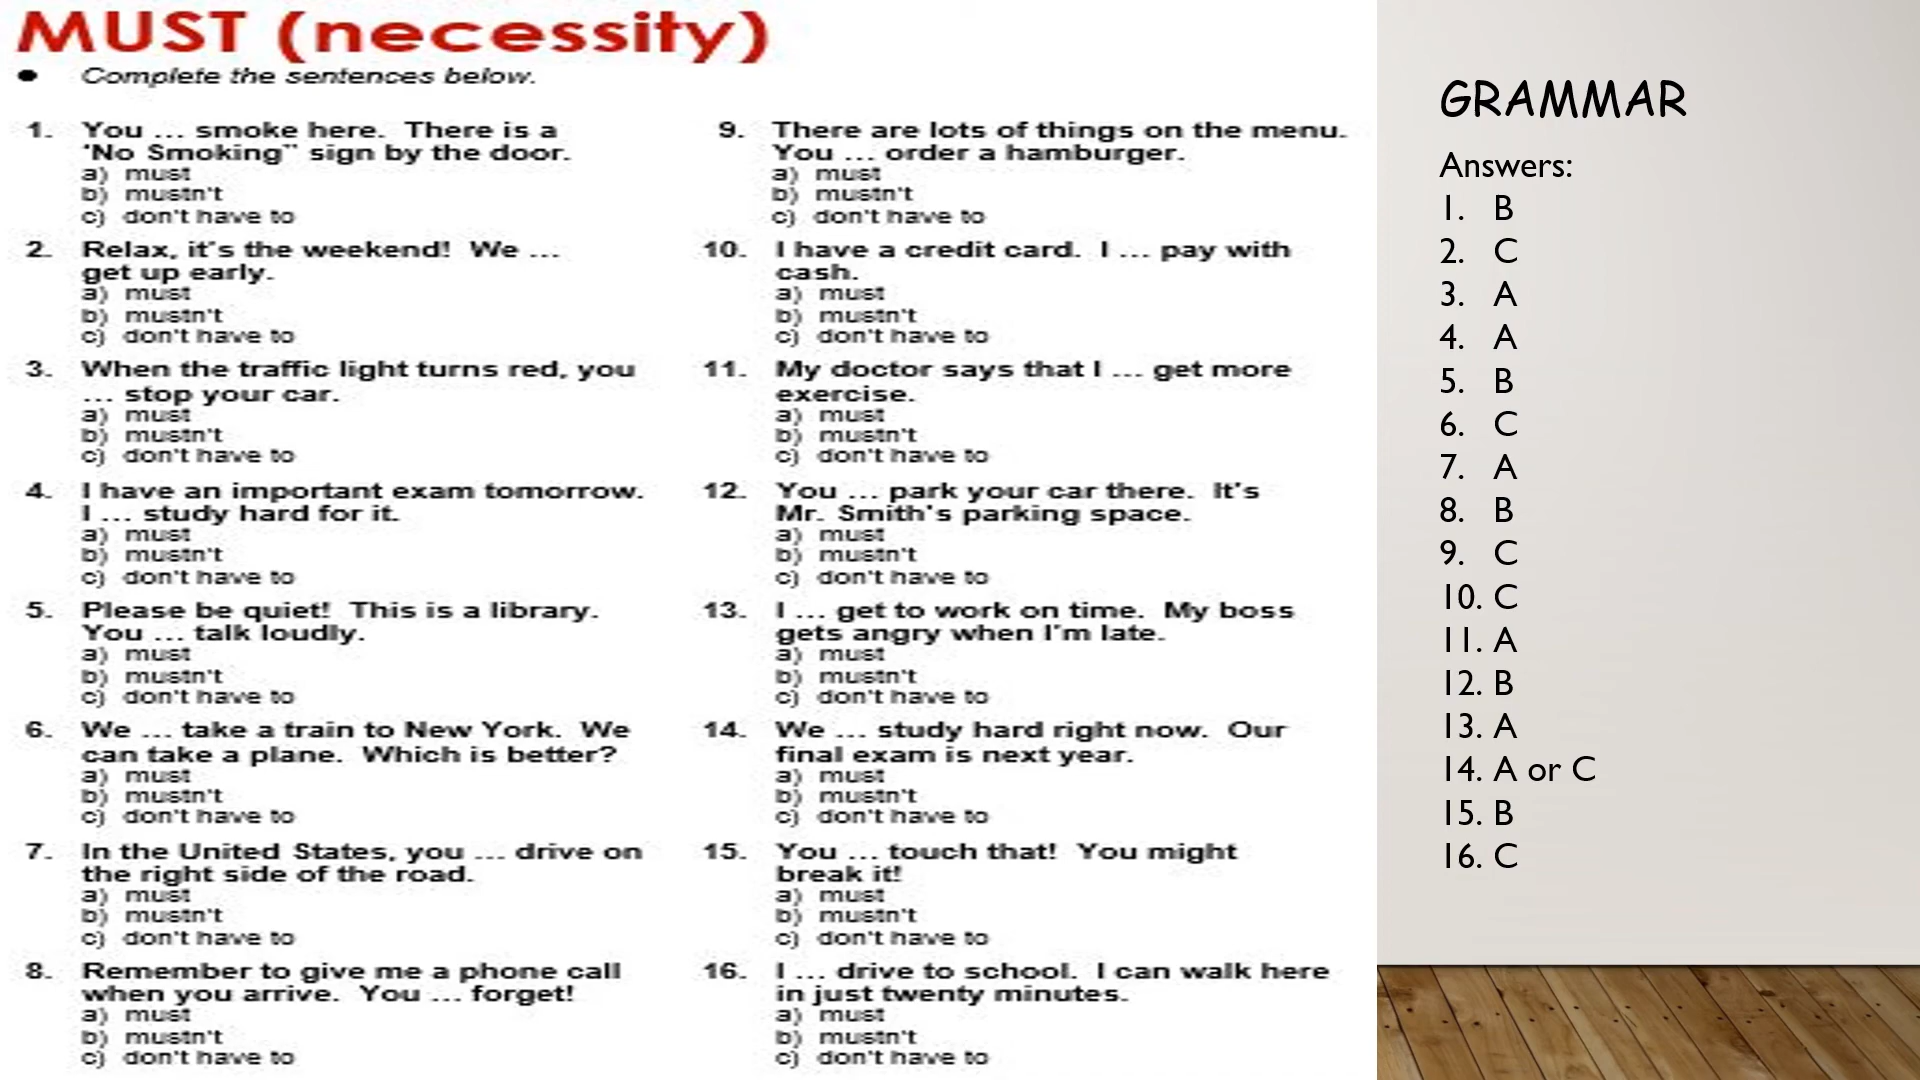 MUST (necessity)
● Complete the sentences below.
1. You ... smoke here. There is a
'No Smoking" sign by the door.
a) must
b) mustn't
c) don't have to
2. Relax, it's the weekend! We ...
get up early.
a) must
b) mustn't
c) don't have to
3. When the traffic light turns red, you
... stop your car.
a) must
b) mustn't
c) don't have to
4. I have an important exam tomorrow.
I ... study hard for it.
a) must
b) mustn't
c) don't have to
5. Please be quiet! This is a library.
You ... talk loudly.
a) must
b) mustn't
c) don't have to
6. We ... take a train to New York. We
can take a plane. Which is better?
a) must
b) mustn't
c) don't have to
7. In the United States, you ... drive on
the right side of the road.
a) must
b) mustn't
c) don't have to
8. Remember to give me a phone call
when you arrive. You ... forget!
a) must
b) mustn't
c) don't have to
9. There are lots of things on the menu.
You ... order a hamburger.
a) must
b) mustn't
c) don't have to
10. I have a credit card. I ... pay with
cash.
a) must
b) mustn't
c) don't have to
11. My doctor says that I ... get more
exercise.
a) must
b) mustn't
c) don't have to
12. You ... park your car there. It's
Mr. Smith's parking space.
a) must
b) mustn't
c) don't have to
13. I ... get to work on time. My boss
gets angry when I'm late.
a) must
b) mustn't
c) don't have to
14. We ... study hard right now. Our
final exam is next year.
a) must
b) mustn't
c) don't have to
15. You ... touch that! You might
break it!
a) must
b) mustn't
c) don't have to
16. I ... drive to school. I can walk here
in just twenty minutes.
a) must
b) mustn't
c) don't have to
GRAMMAR
Answers:
1. B
2. C
3. A
4. A
5. B
6. C
7. A
8. B
9. C
10. C
11. A
12. B
13. A
14. A or C
15. B
16. C